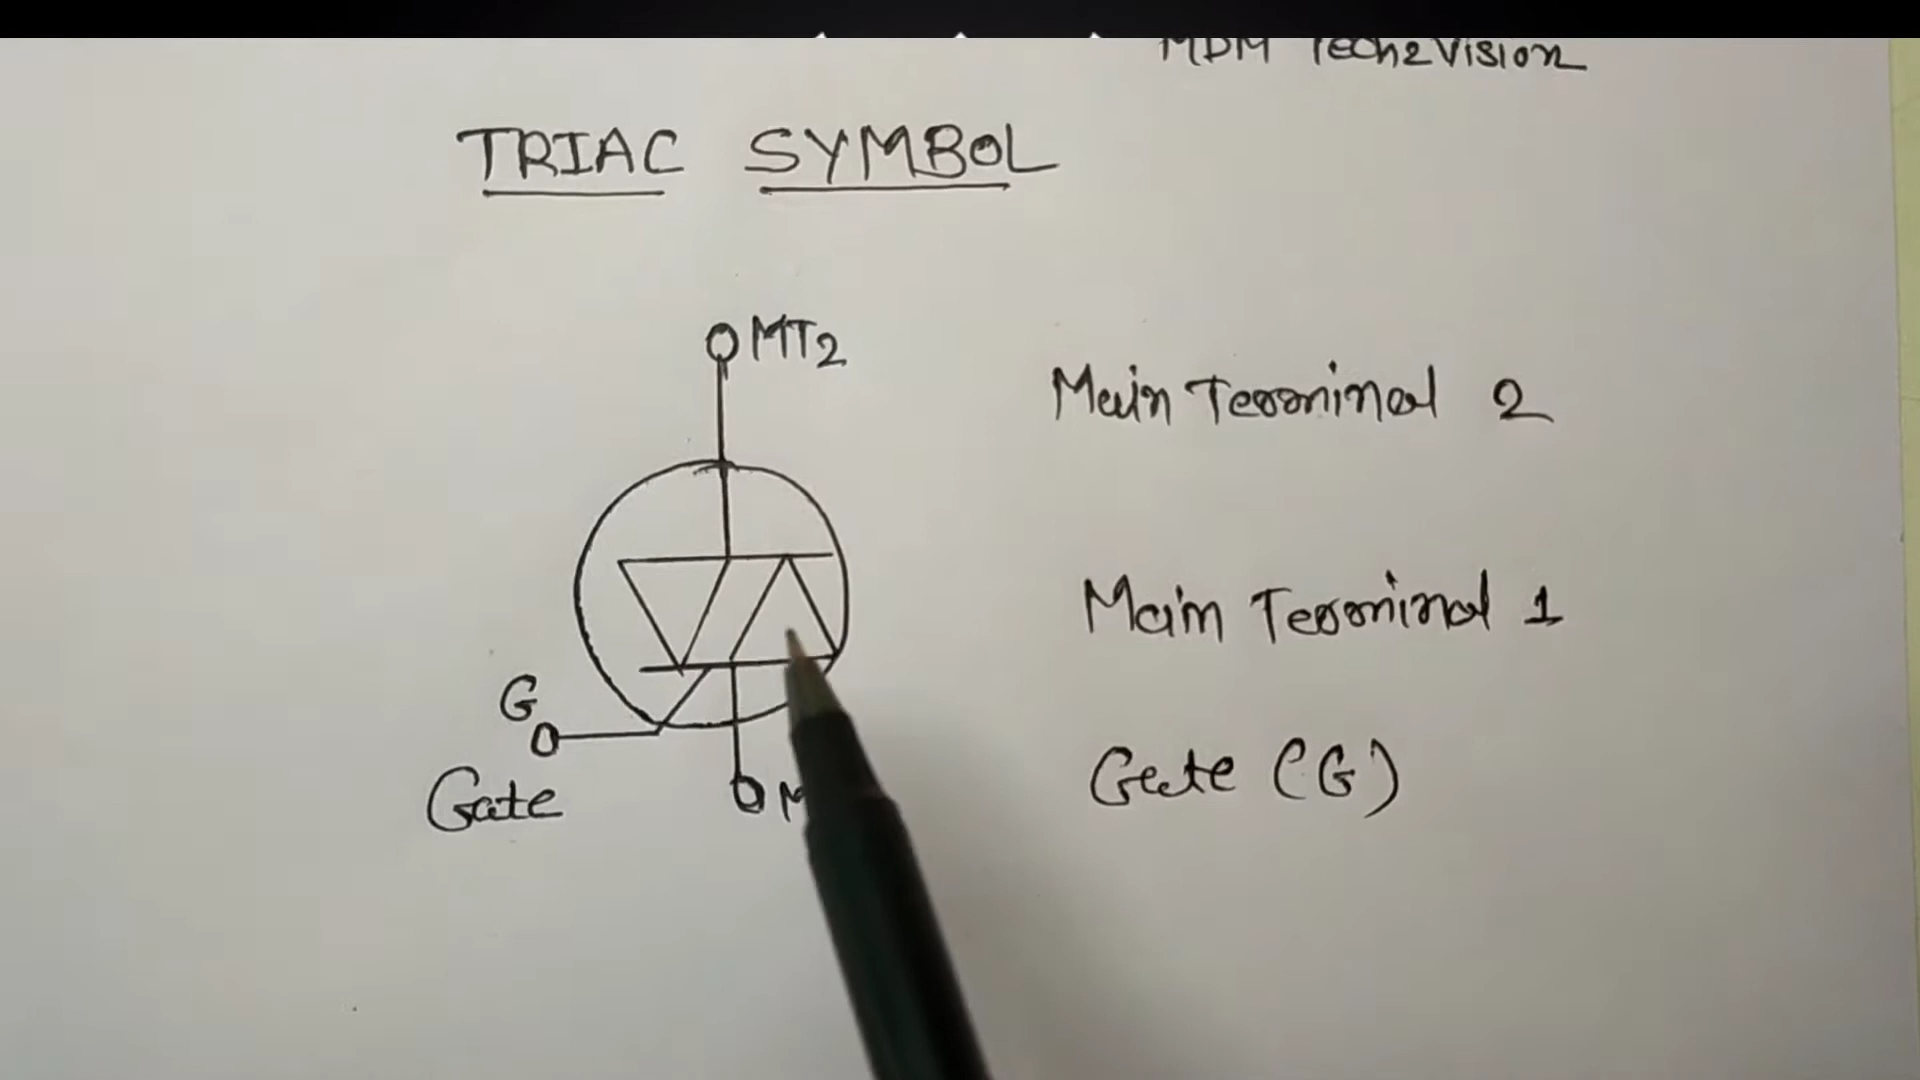 MDM Tech2Vision
TRIAC SYMBOL
MT2
Main Terminal 2
Main Terminal 1
G
Gate
Gate (G)